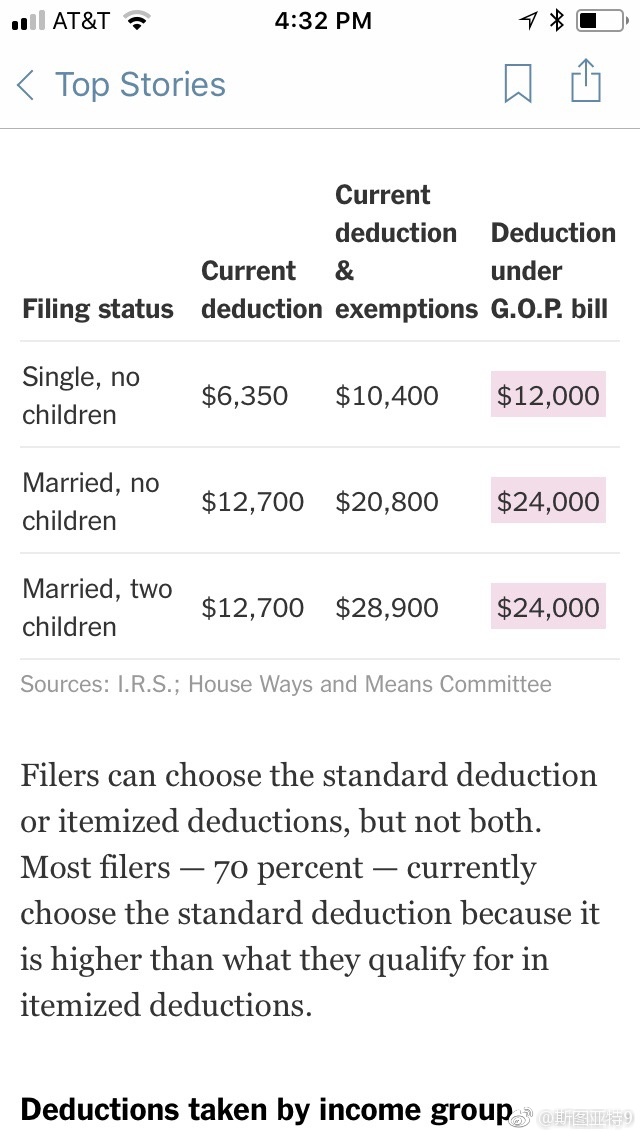 AT&T 4:32 PM
Top Stories
Current
deduction Deduction
Current & under
Filing status deduction exemptions G.O.P. bill
Single, no
children $6,350 $10,400 $12,000
Married, no
children $12,700 $20,800 $24,000
Married, two
children $12,700 $28,900 $24,000
Sources: I.R.S.; House Ways and Means Committee
Filers can choose the standard deduction
or itemized deductions, but not both.
Most filers — 70 percent — currently
choose the standard deduction because it
is higher than what they qualify for in
itemized deductions.
Deductions taken by income group